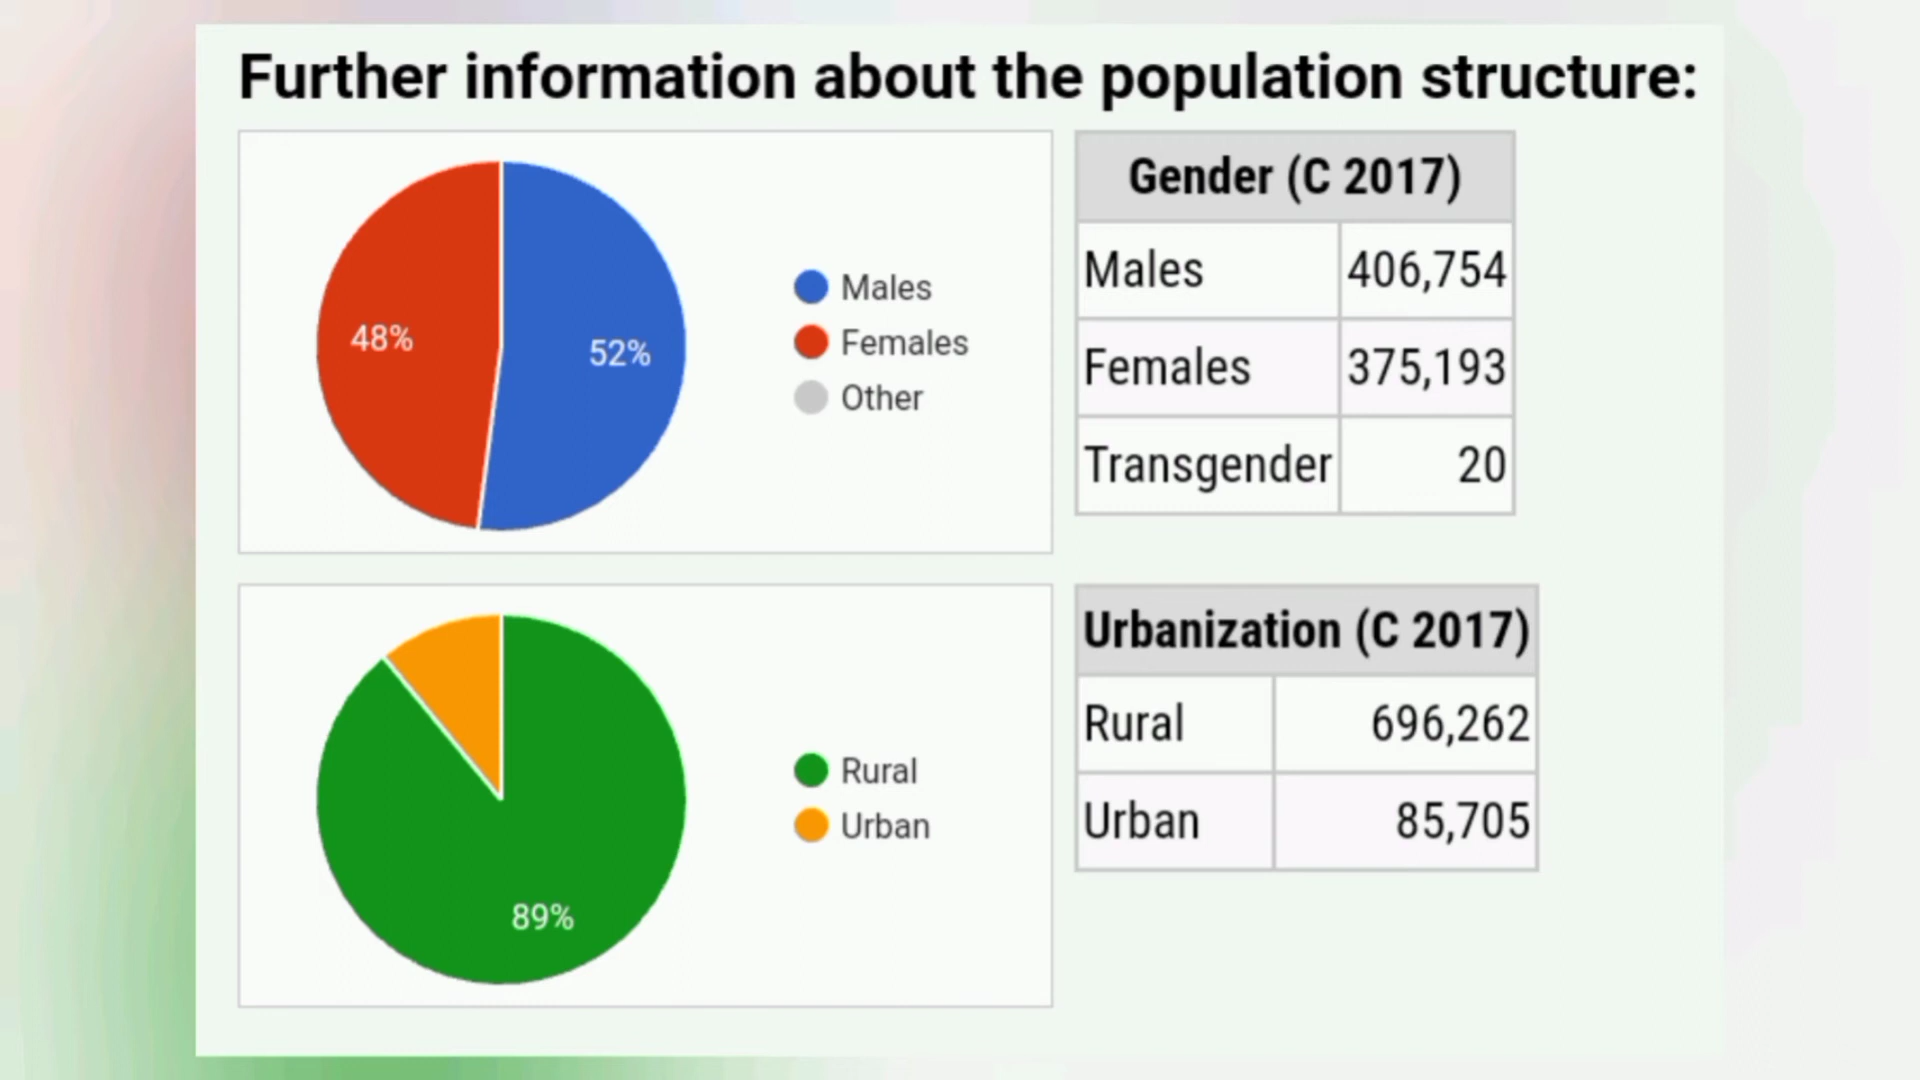 Further information about the population structure:
48%
52%
Males
Females
Other
Gender (C 2017)
Males 406,754
Females 375,193
Transgender 20
89%
Rural
Urban
Urbanization (C 2017)
Rural 696,262
Urban 85,705